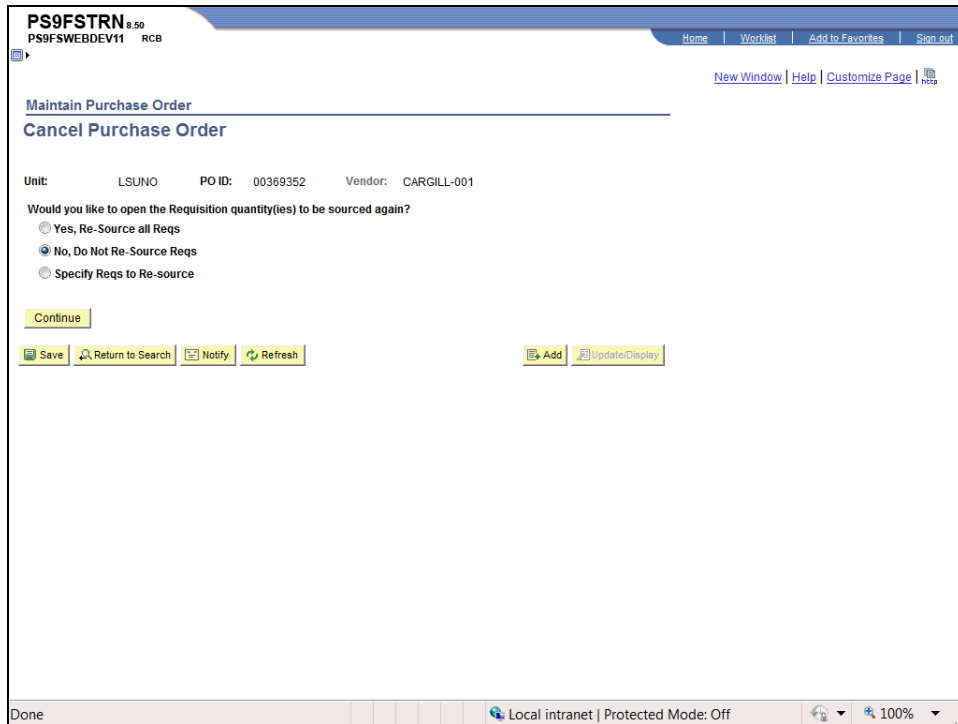 PS9FSTRN 8.50
PS9FSWEBDEV11 RCB
Home | Worklist | Add to Favorites | Sign out
New Window | Help | Customize Page | http
Maintain Purchase Order
Cancel Purchase Order
Unit: LSUNO PO ID: 00369352 Vendor: CARGILL-001
Would you like to open the Requisition quantity(ies) to be sourced again?
Yes, Re-Source all Reqs
No, Do Not Re-Source Reqs
Specify Reqs to Re-source
Continue
Save Return to Search Notify Refresh Add Update/Display
Done Local intranet | Protected Mode: Off 100%